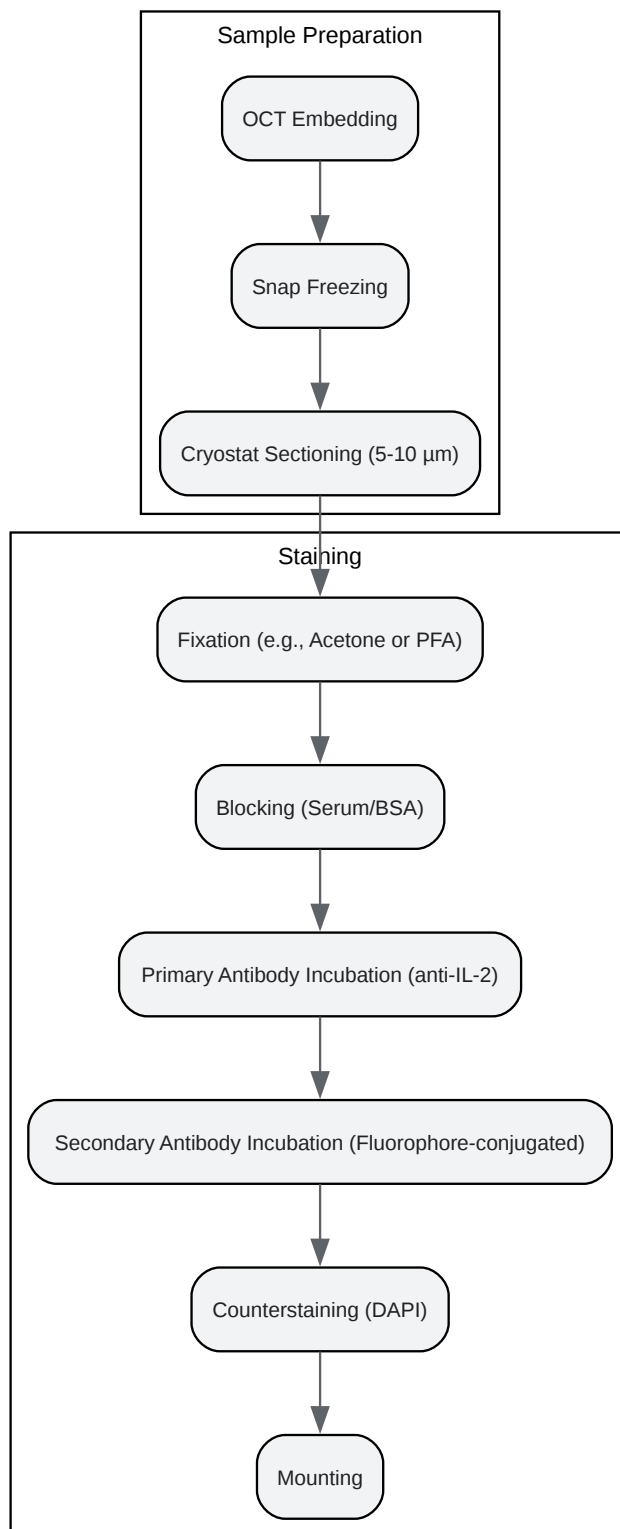 Sample Preparation
OCT Embedding
Snap Freezing
Cryostat Sectioning (5-10 µm)
Staining
Fixation (e.g., Acetone or PFA)
Blocking (Serum/BSA)
Primary Antibody Incubation (anti-IL-2)
Secondary Antibody Incubation (Fluorophore-conjugated)
Counterstaining (DAPI)
Mounting